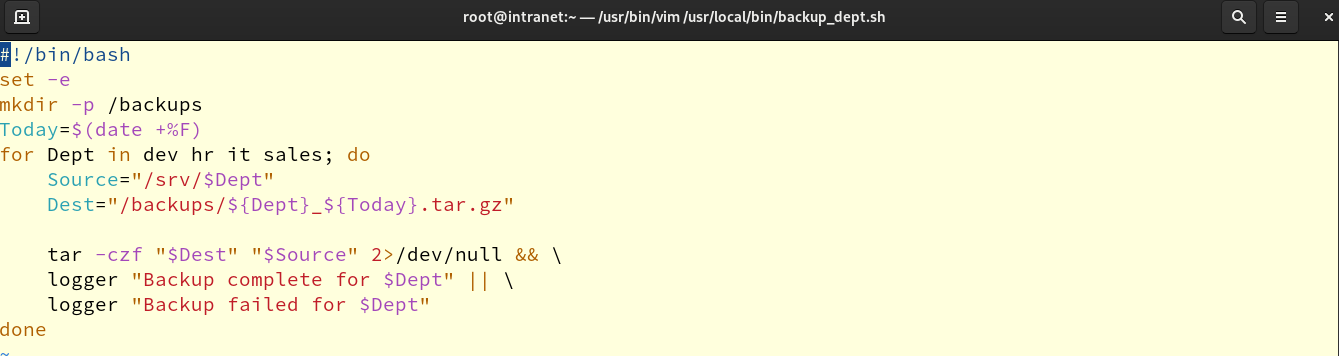 root@intranet:~ — /usr/bin/vim /usr/local/bin/backup_dept.sh
#!/bin/bash
set -e
mkdir -p /backups
Today=$(date +%F)
for Dept in dev hr it sales; do
    Source="/srv/$Dept"
    Dest="/backups/${Dept}_${Today}.tar.gz"

    tar -czf "$Dest" "$Source" 2>/dev/null && \
    logger "Backup complete for $Dept" || \
    logger "Backup failed for $Dept"
done
~